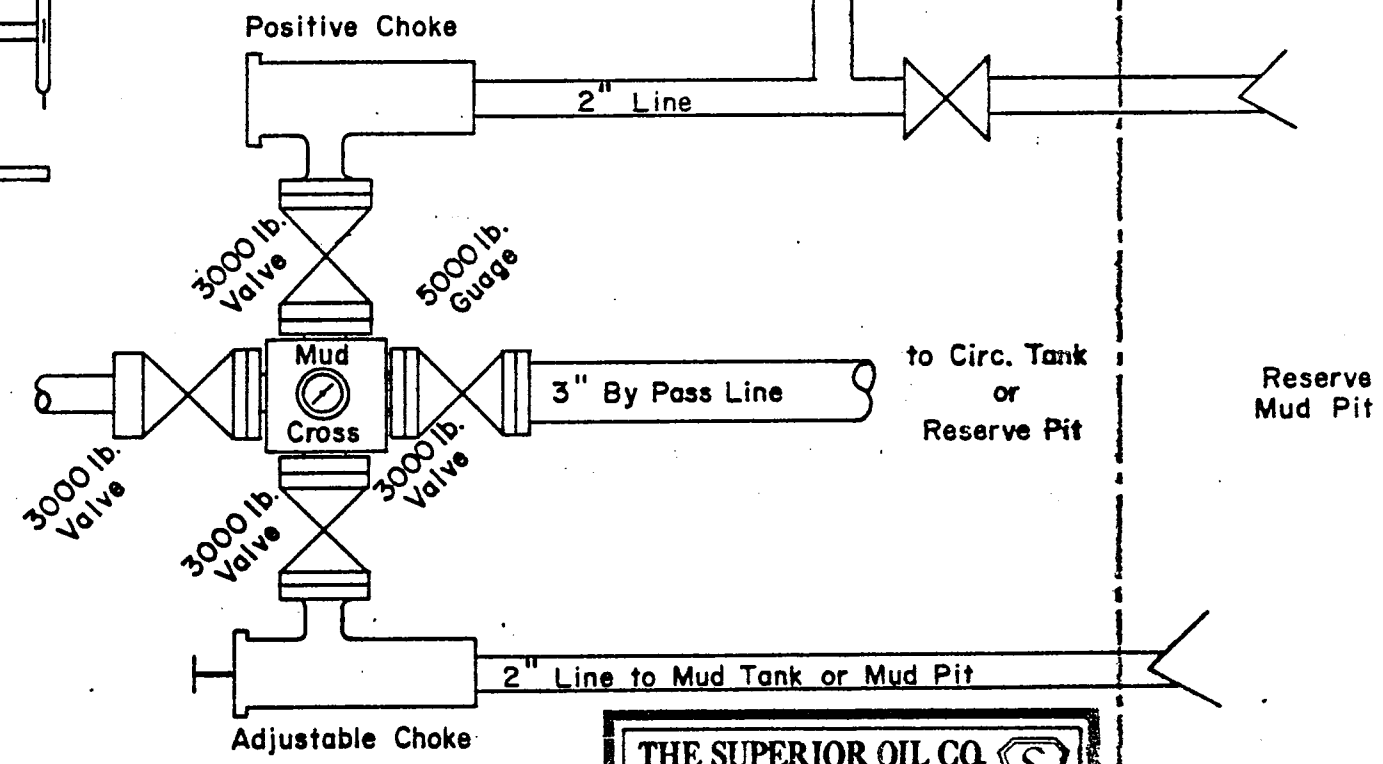 Positive Choke
2" Line
3000 lb.
Valve
5000 lb.
Guage
Mud
Cross
3" By Pass Line
to Circ. Tank
or
Reserve Pit
Reserve
Mud Pit
3000 lb.
Valve
3000 lb.
Valve
3000 lb.
Valve
2" Line to Mud Tank or Mud Pit
Adjustable Choke
THE SUPERIOR OIL CO.
S